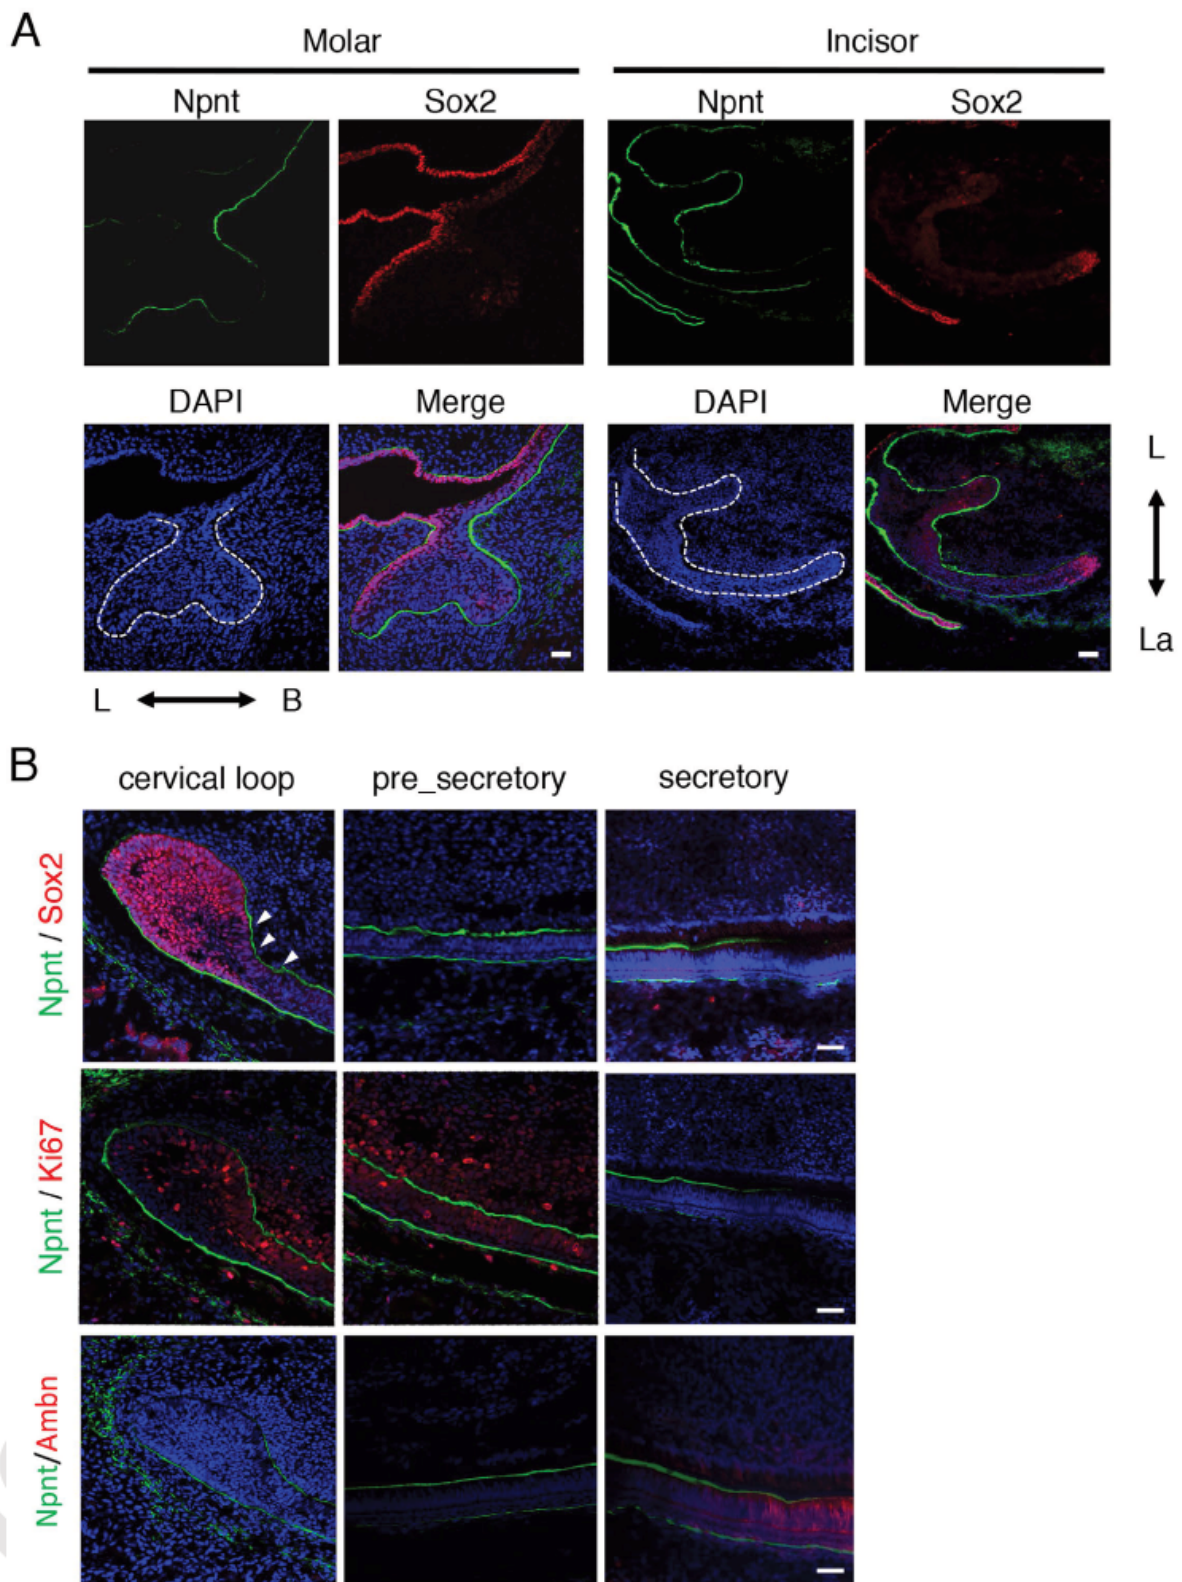 A
Molar
Incisor
Npnt
Sox2
Npnt
Sox2
DAPI
Merge
DAPI
Merge
L
La
L
B
B
cervical loop
pre_secretory
secretory
Npnt / Sox2
Npnt / Ki67
Npnt/Ambn